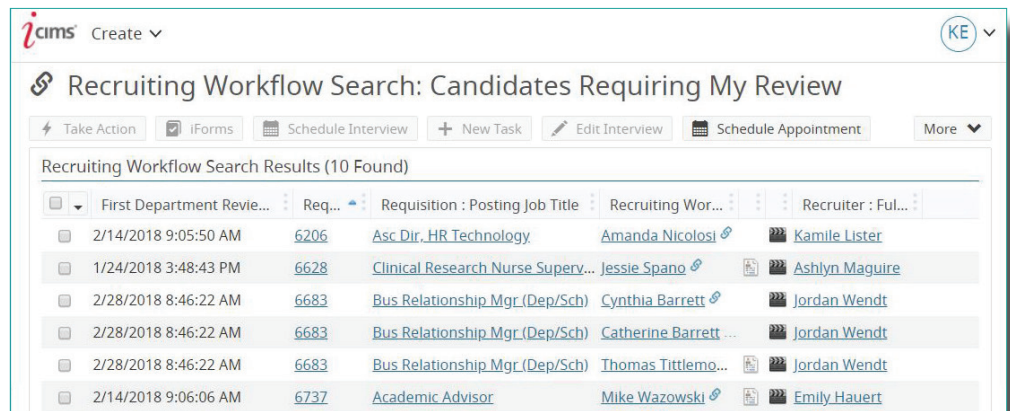 icims Create
KE
Recruiting Workflow Search: Candidates Requiring My Review
Take Action iForms Schedule Interview New Task Edit Interview Schedule Appointment More
Recruiting Workflow Search Results (10 Found)
First Department Revie... Req... Requisition : Posting Job Title Recruiting Wor... Recruiter : Ful...
2/14/2018 9:05:50 AM 6206 Asc Dir, HR Technology Amanda Nicolosi Kamile Lister
1/24/2018 3:48:43 PM 6628 Clinical Research Nurse Superv... Jessie Spano Ashlyn Maguire
2/28/2018 8:46:22 AM 6683 Bus Relationship Mgr (Dep/Sch) Cynthia Barrett Jordan Wendt
2/28/2018 8:46:22 AM 6683 Bus Relationship Mgr (Dep/Sch) Catherine Barrett ... Jordan Wendt
2/28/2018 8:46:22 AM 6683 Bus Relationship Mgr (Dep/Sch) Thomas Tittlemo... Jordan Wendt
2/14/2018 9:06:06 AM 6737 Academic Advisor Mike Wazowski Emily Hauert